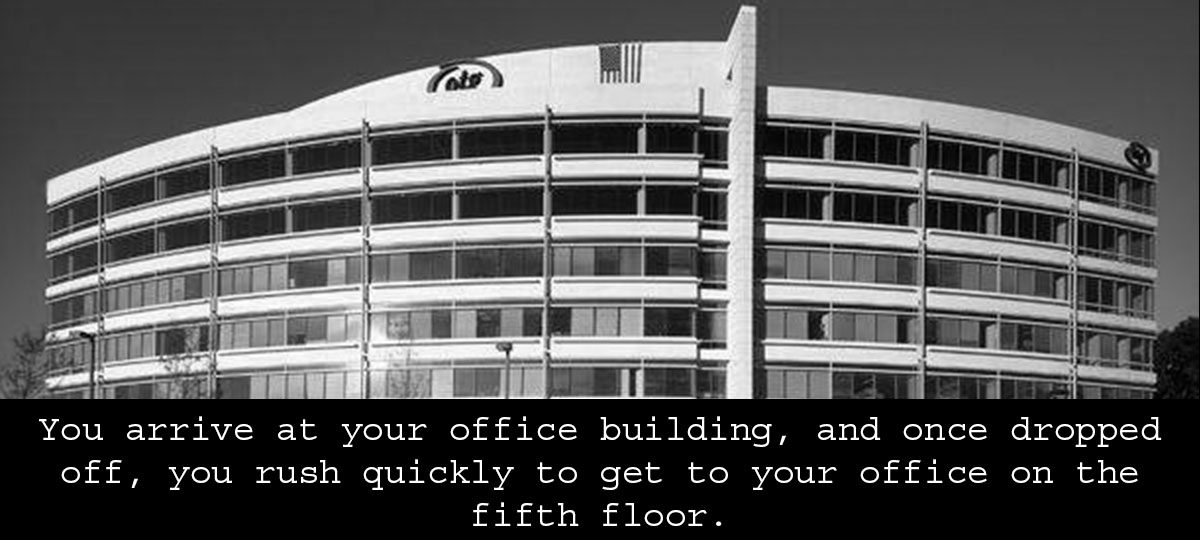 You arrive at your office building, and once dropped
off, you rush quickly to get to your office on the
fifth floor.